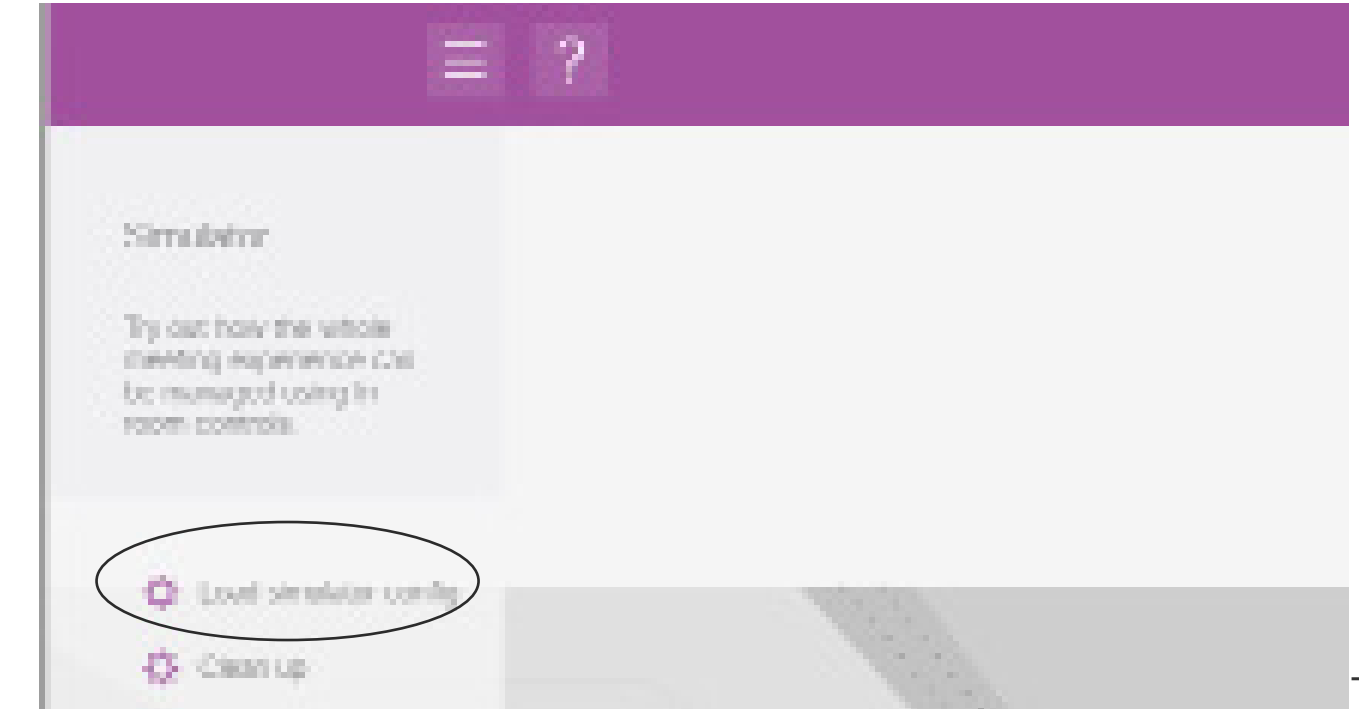 ?
Simulator
Try out how the whole
meeting experience can
be managed using in
room controls.
Load simulator config
Clean up